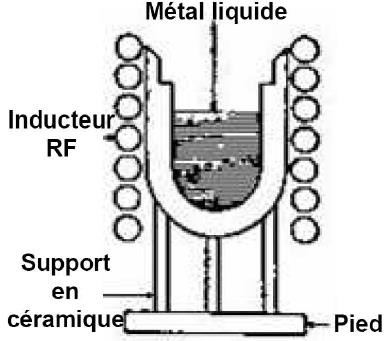 Métal liquide
Inducteur
RF
Support
en
céramique
Pied